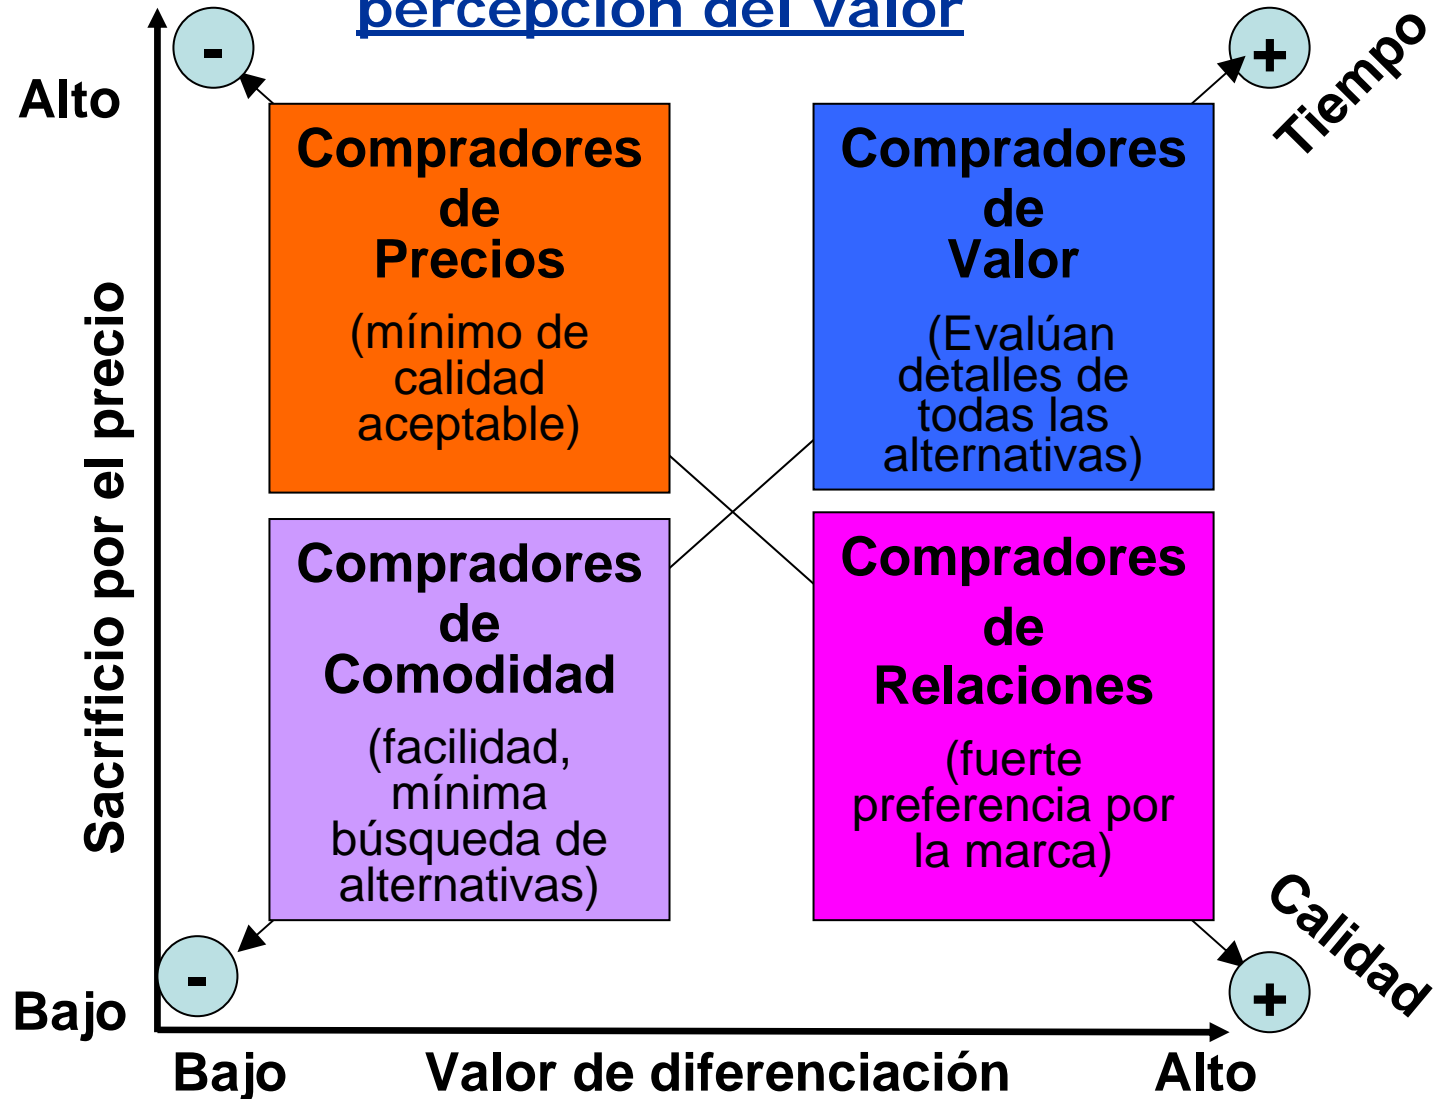 percepción del valor
-
+
Tiempo
Alto
Compradores
de
Precios
(mínimo de
calidad
aceptable)
Compradores
de
Valor
(Evalúan
detalles de
todas las
alternativas)
Sacrificio por el precio
Compradores
de
Comodidad
(facilidad,
mínima
búsqueda de
alternativas)
Compradores
de
Relaciones
(fuerte
preferencia por
la marca)
Calidad
-
+
Bajo
Bajo
Valor de diferenciación
Alto